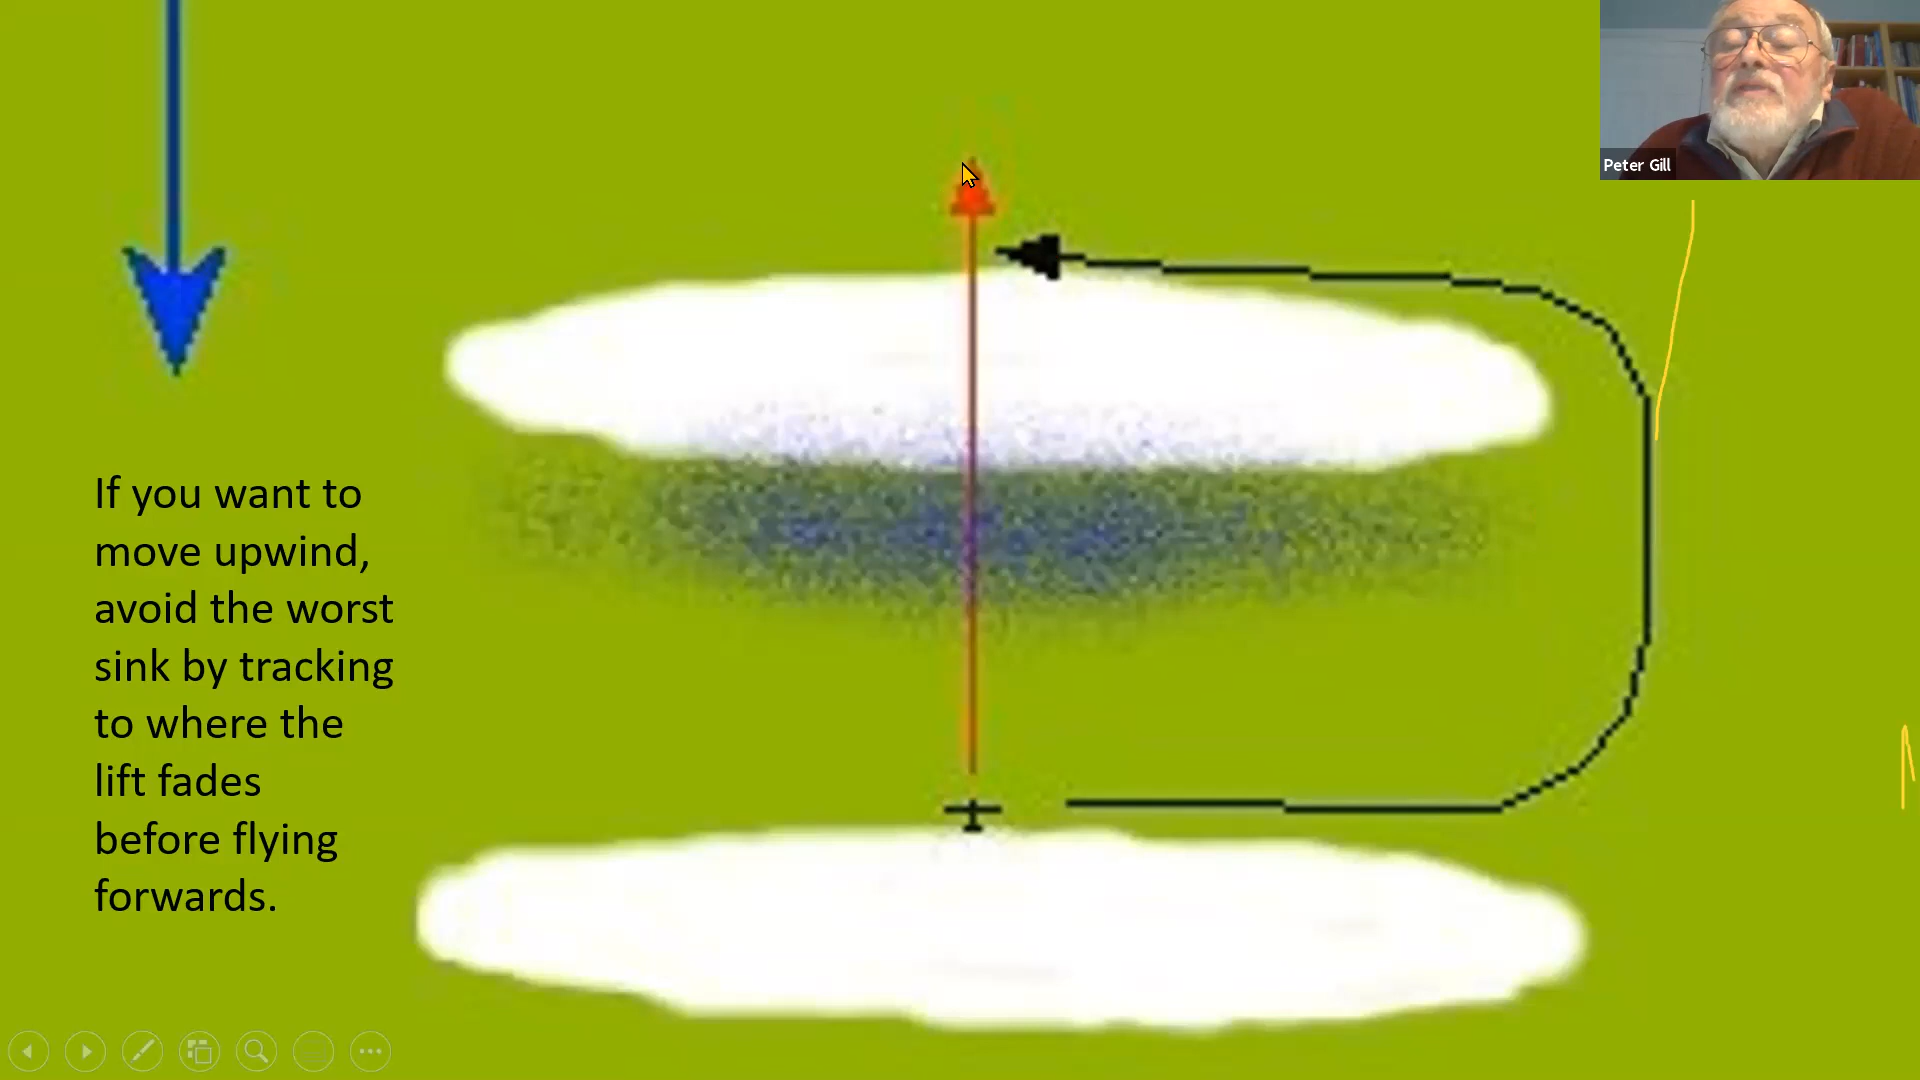 Peter Gill
If you want to
move upwind,
avoid the worst
sink by tracking
to where the
lift fades
before flying
forwards.